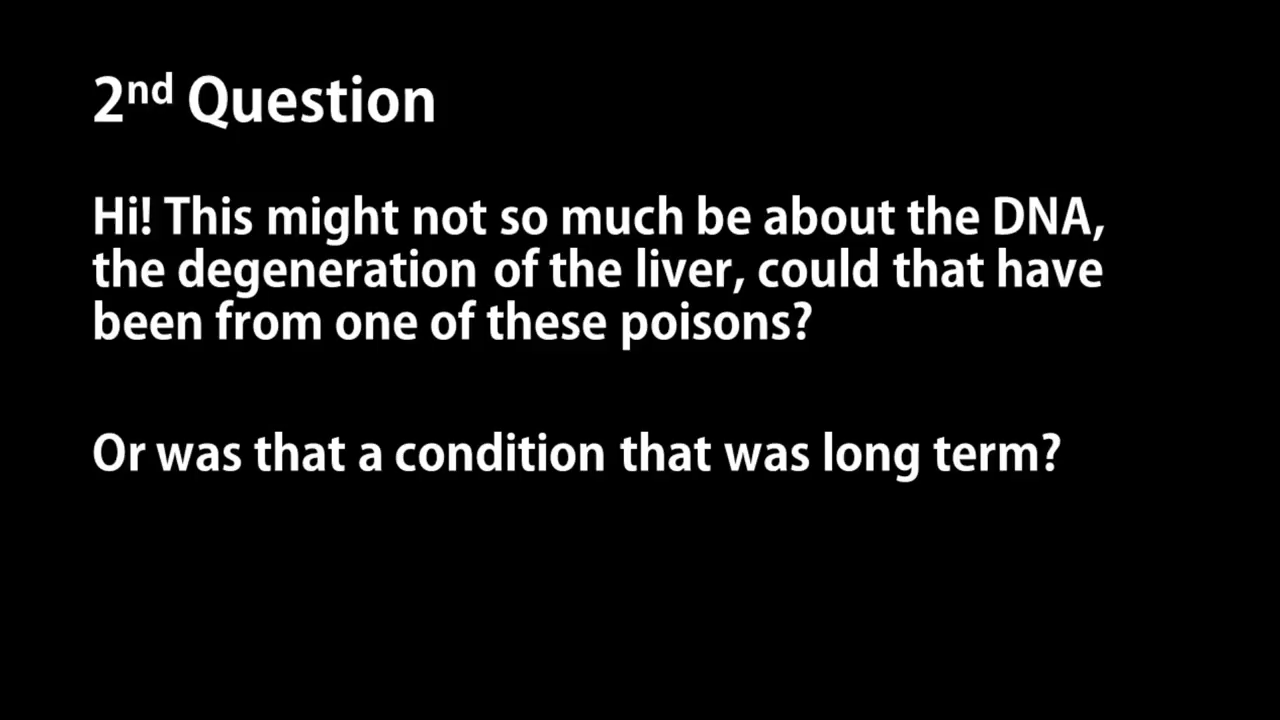 2nd Question
Hi! This might not so much be about the DNA,
the degeneration of the liver, could that have
been from one of these poisons?
Or was that a condition that was long term?